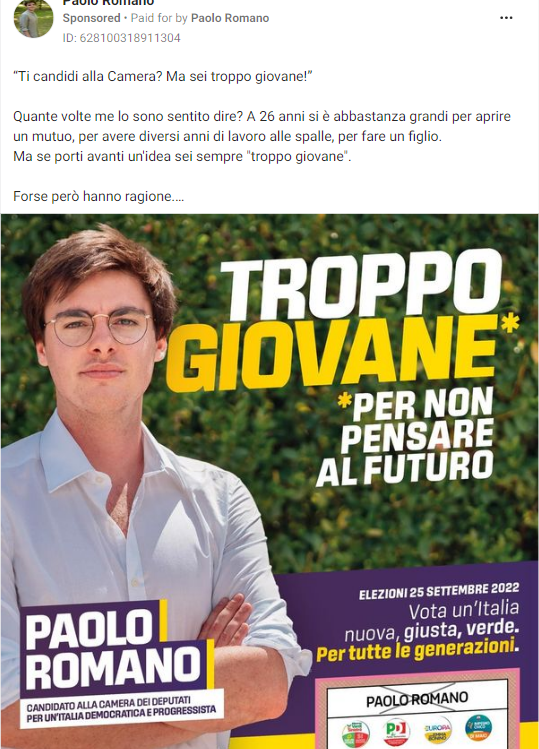 Paolo Romano
Sponsored • Paid for by Paolo Romano
ID: 628100318911304
“Ti candidi alla Camera? Ma sei troppo giovane!”
Quante volte me lo sono sentito dire? A 26 anni si è abbastanza grandi per aprire
un mutuo, per avere diversi anni di lavoro alle spalle, per fare un figlio.
Ma se porti avanti un'idea sei sempre "troppo giovane".
Forse però hanno ragione....
TROPPO
GIOVANE*
*PER NON
PENSARE
AL FUTURO
ELEZIONI 25 SETTEMBRE 2022
Vota un’Italia
nuova, giusta, verde.
Per tutte le generazioni.
PAOLO
ROMANO
CANDIDATO ALLA CAMERA DEI DEPUTATI
PER UN’ITALIA DEMOCRATICA E PROGRESSISTA
PAOLO ROMANO
PD
EUROPA